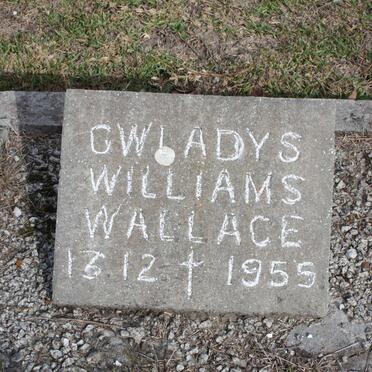 GWLADYS
WILLIAMS
WALLACE
13 12 † 1955